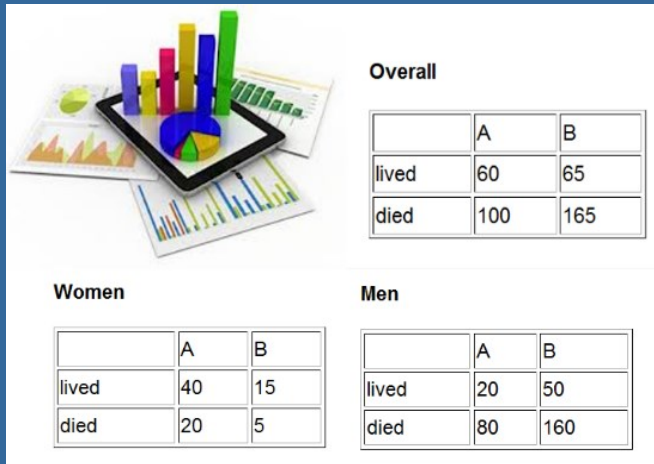 Overall
A B
lived 60 65
died 100 165
Women
A B
lived 40 15
died 20 5
Men
A B
lived 20 50
died 80 160